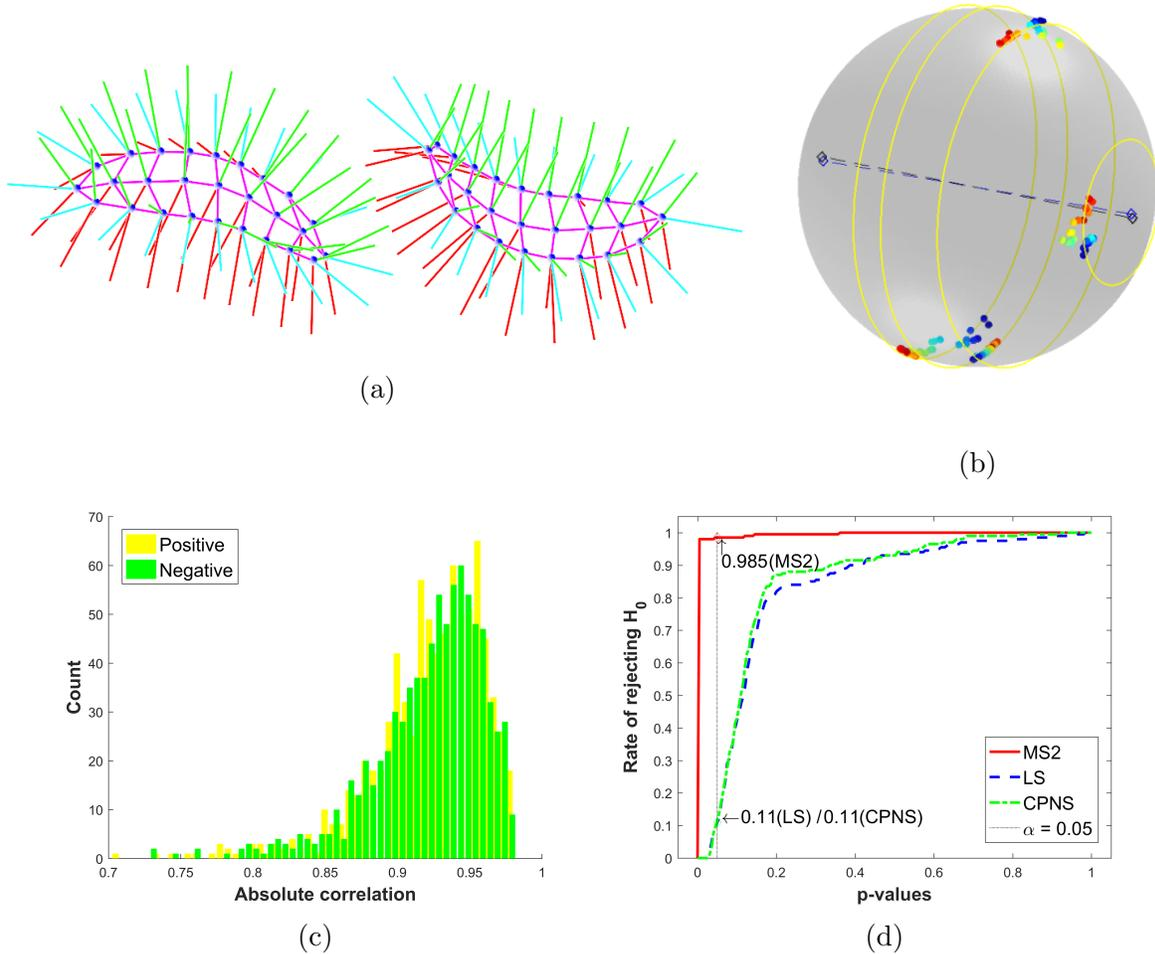 (a)
(b)
70
60
50
40
30
20
10
0
Count
Positive
Negative
0.7
0.75
0.8
0.85
0.9
0.95
1
Absolute correlation
(c)
1
0.9
0.8
0.7
0.6
0.5
0.4
0.3
0.2
0.1
0
Rate of rejecting H₀
0.985(MS2)
←0.11(LS) /0.11(CPNS)
MS2
LS
CPNS
α = 0.05
0
0.2
0.4
0.6
0.8
1
p-values
(d)